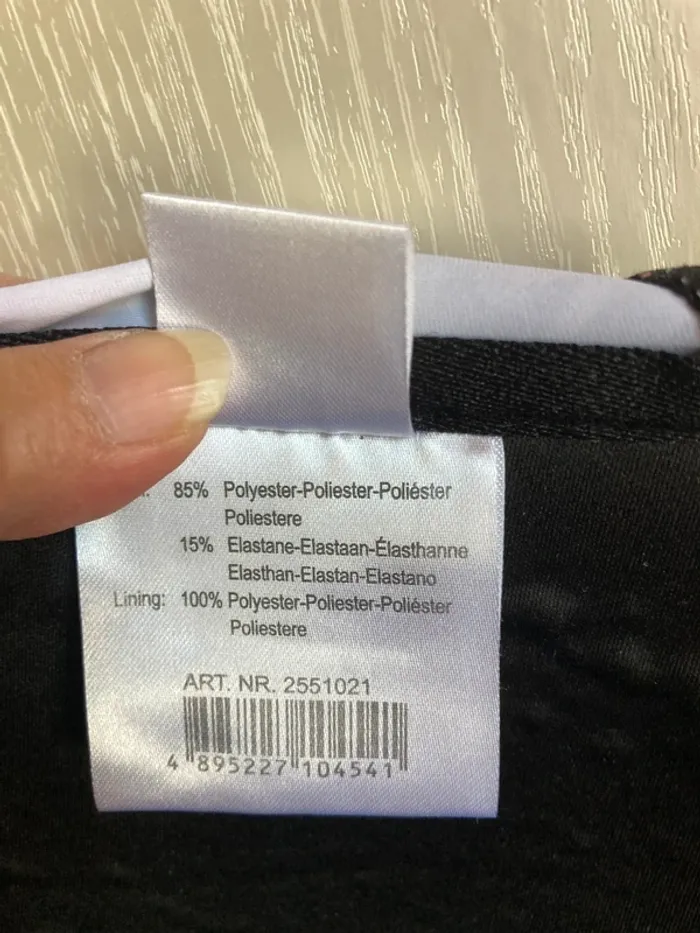 85% Polyester-Poliester-Poliéster
Poliestere
15% Elastane-Elastaan-Élasthanne
Elasthan-Elastan-Elastano
Lining: 100% Polyester-Poliester-Poliéster
Poliestere
ART. NR. 2551021
4 895227 104541